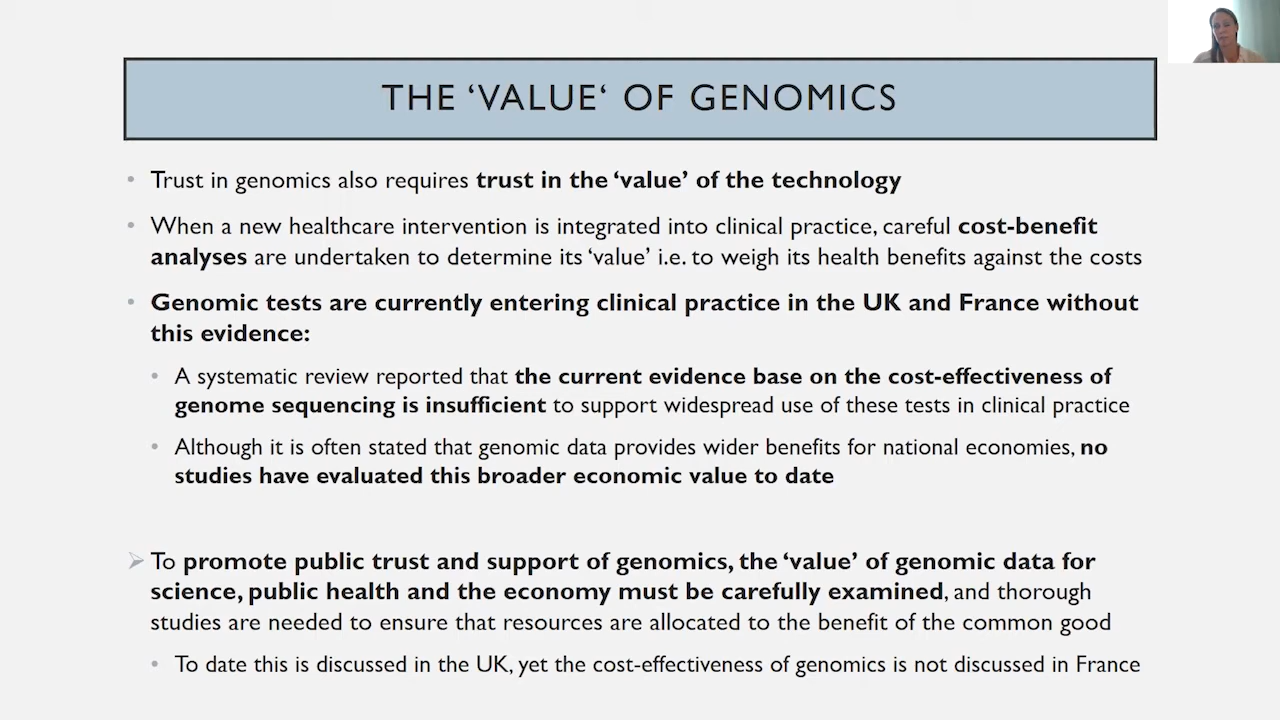 THE ‘VALUE‘ OF GENOMICS
• Trust in genomics also requires trust in the ‘value’ of the technology
• When a new healthcare intervention is integrated into clinical practice, careful cost-benefit
analyses are undertaken to determine its ‘value’ i.e. to weigh its health benefits against the costs
• Genomic tests are currently entering clinical practice in the UK and France without
this evidence:
• A systematic review reported that the current evidence base on the cost-effectiveness of
genome sequencing is insufficient to support widespread use of these tests in clinical practice
• Although it is often stated that genomic data provides wider benefits for national economies, no
studies have evaluated this broader economic value to date
➢ To promote public trust and support of genomics, the ‘value’ of genomic data for
science, public health and the economy must be carefully examined, and thorough
studies are needed to ensure that resources are allocated to the benefit of the common good
• To date this is discussed in the UK, yet the cost-effectiveness of genomics is not discussed in France